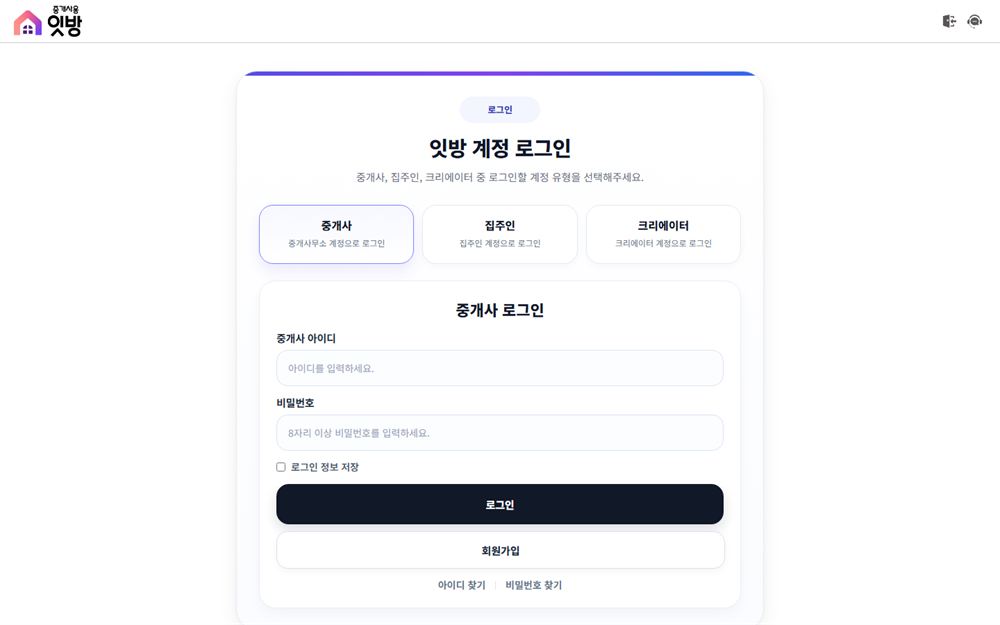 중개사용
잇방
로그인
잇방 계정 로그인
중개사, 집주인, 크리에이터 중 로그인할 계정 유형을 선택해주세요.
중개사
중개사무소 계정으로 로그인
집주인
집주인 계정으로 로그인
크리에이터
크리에이터 계정으로 로그인
중개사 로그인
중개사 아이디
아이디를 입력하세요.
비밀번호
8자리 이상 비밀번호를 입력하세요.
로그인 정보 저장
로그인
회원가입
아이디 찾기
비밀번호 찾기